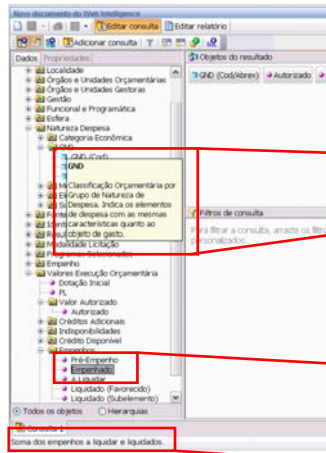 Novo documento do Web Intelligence
Editar consulta Editar relatório
Adicionar consulta
Dados Propriedades
Objetos do resultado
GND (Cod/Abrev) Autorizado
Localidade
Órgãos e Unidades Orçamentárias
Órgãos e Unidades Gestoras
Gestão
Funcional e Programática
Esfera
Natureza Despesa
Categoria Econômica
GND
GND (Cod)
GND
Classificação Orçamentária por
Grupo de Natureza de
Despesa. Indica os elementos
de despesa com as mesmas
características quanto ao
objeto de gasto.
Filtros de consulta
Para filtrar a consulta, arraste os filtros
personalizados.
Modalidade Licitação
Programas Selecionados
Empenho
Valores Execução Orçamentária
Dotação Inicial
PL
Valor Autorizado
Autorizado
Créditos Adicionais
Indisponibilidades
Crédito Disponível
Empenhos
Pré-Empenho
Empenhado
A Liquidar
Liquidado (Favorecido)
Liquidado (Subelemento)
Todos os objetos Hierarquias
Consulta 1
Soma dos empenhos a liquidar e liquidados.